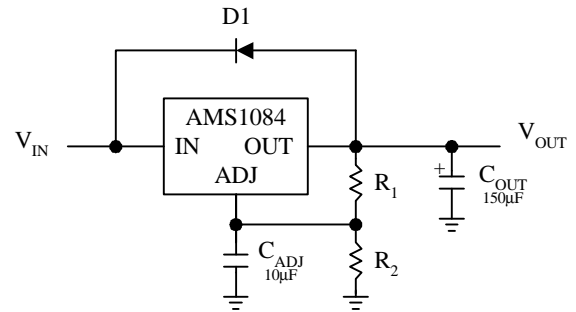 D1
AMS1084
V_IN
IN OUT
V_OUT
ADJ
+
R_1
C_OUT
150µF
C_ADJ
10µF
R_2